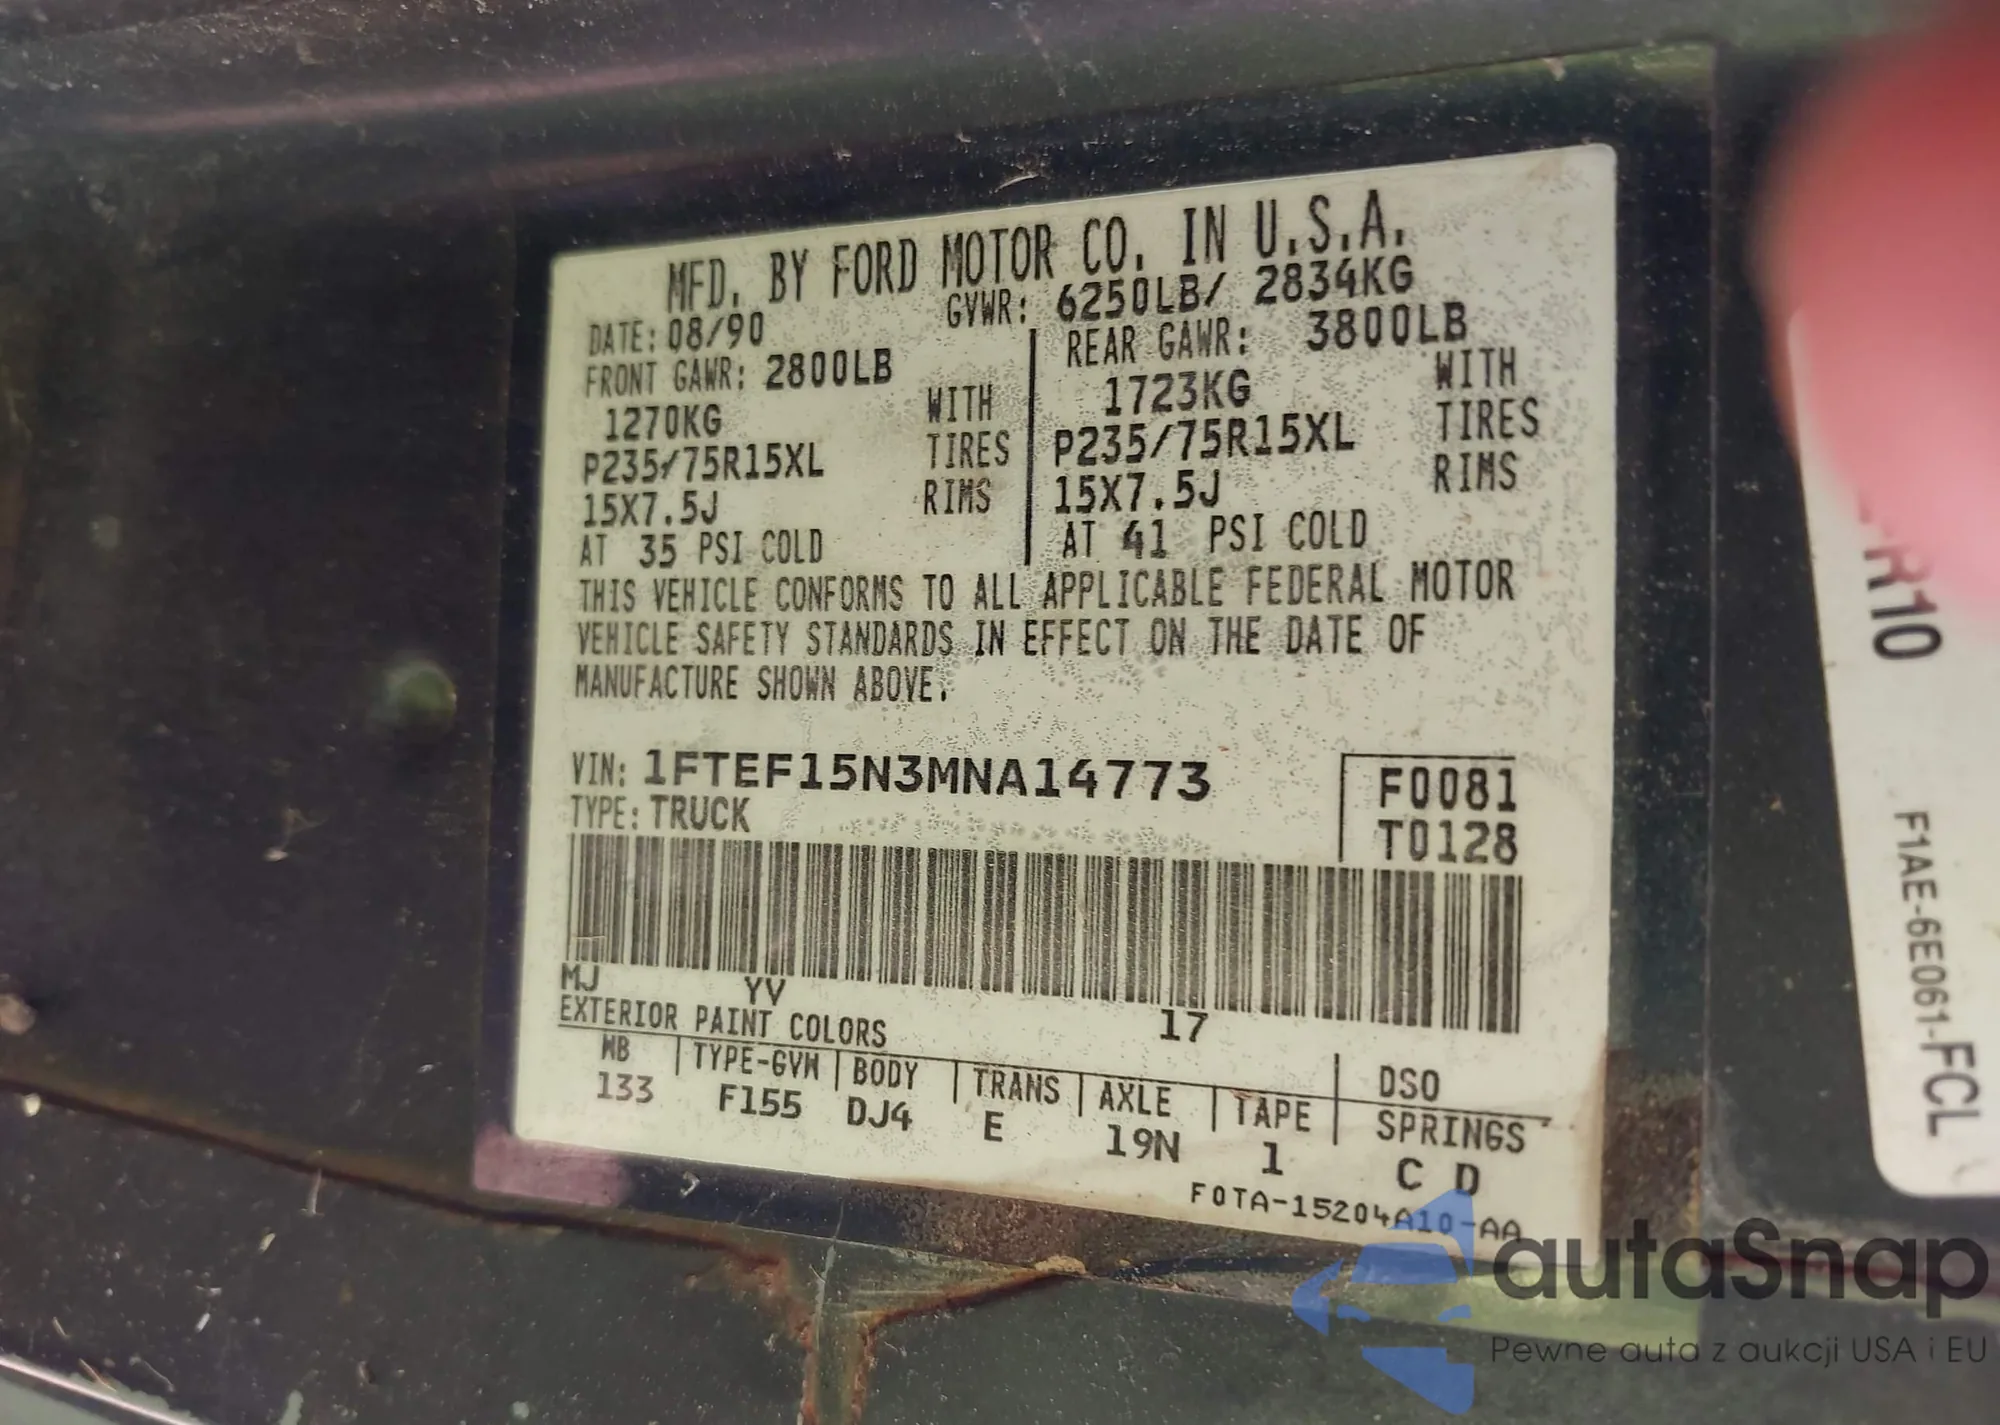 MFD. BY FORD MOTOR CO. IN U.S.A.
DATE: 08/90 GVWR: 6250LB/ 2834KG
FRONT GAWR: 2800LB REAR GAWR: 3800LB
1270KG WITH 1723KG WITH
P235/75R15XL TIRES P235/75R15XL TIRES
15X7.5J RIMS 15X7.5J RIMS
AT 35 PSI COLD AT 41 PSI COLD
THIS VEHICLE CONFORMS TO ALL APPLICABLE FEDERAL MOTOR
VEHICLE SAFETY STANDARDS IN EFFECT ON THE DATE OF
MANUFACTURE SHOWN ABOVE.
VIN: 1FTEF15N3MNA14773 F0081
TYPE: TRUCK T0128
MJ YV
EXTERIOR PAINT COLORS 17
WB TYPE-GVW BODY TRANS AXLE TAPE DSO
SPRINGS
133 F155 DJ4 E 19N 1 C D
F0TA-15204A10-AA
R10
F1AE-6E061-FCL
autaSnap
Pewne auta z aukcji USA i EU